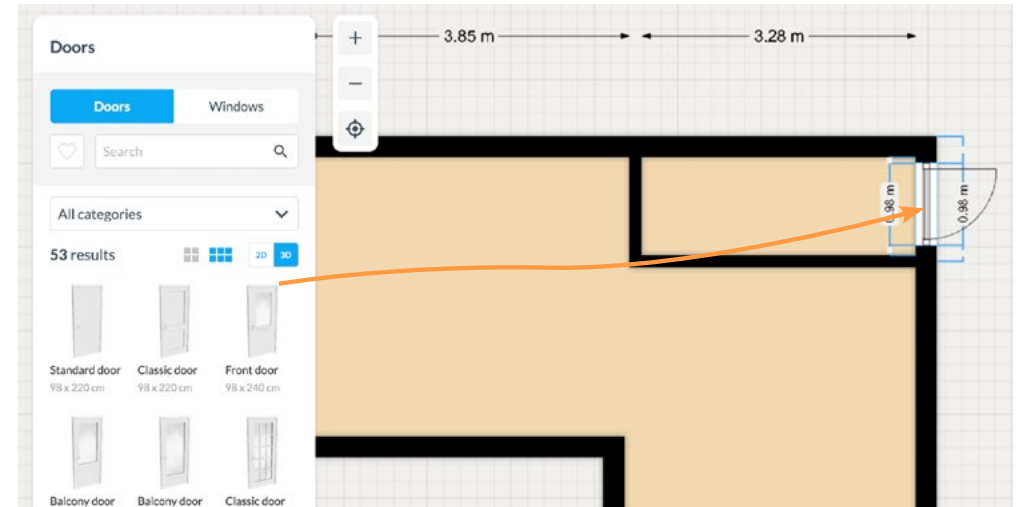 Doors
Doors Windows
Search
All categories
53 results 2D 3D
Standard door Classic door Front door
98 x 220 cm 98 x 220 cm 98 x 240 cm
Balcony door Balcony door Classic door
3.85 m 3.28 m
0.98 m 0.98 m